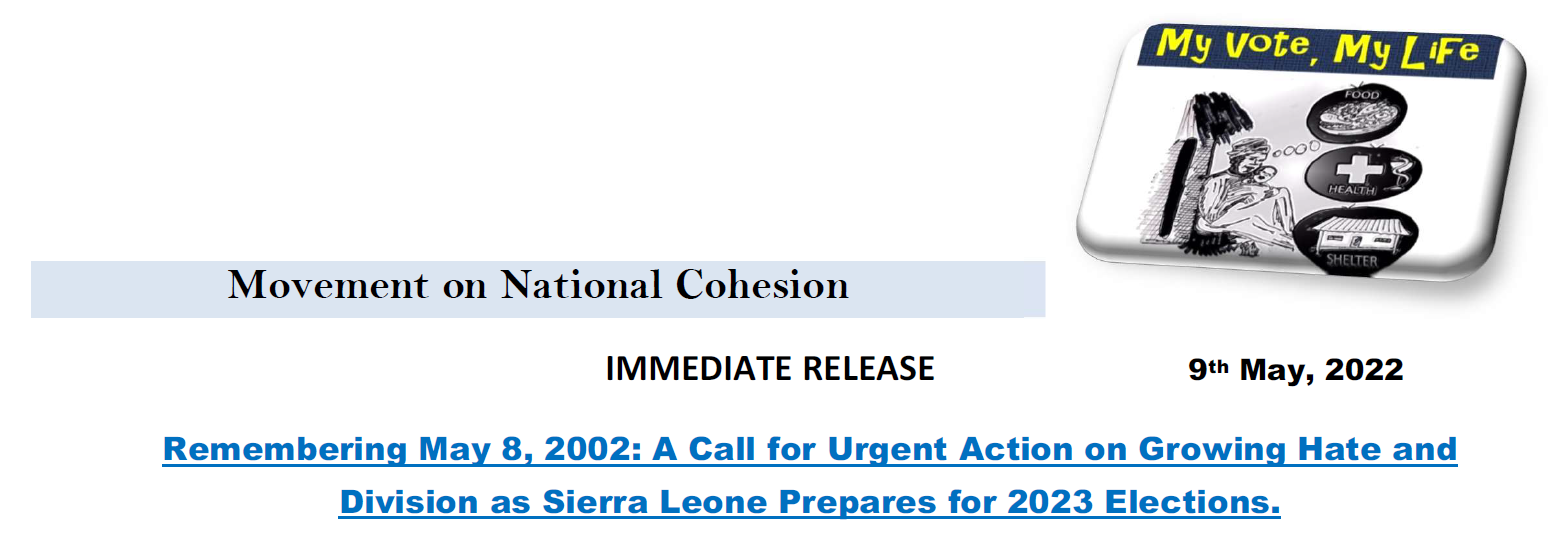 My Vote, My Life
FOOD
HEALTH
SHELTER
Movement on National Cohesion
IMMEDIATE RELEASE 9th May, 2022
Remembering May 8, 2002: A Call for Urgent Action on Growing Hate and
Division as Sierra Leone Prepares for 2023 Elections.